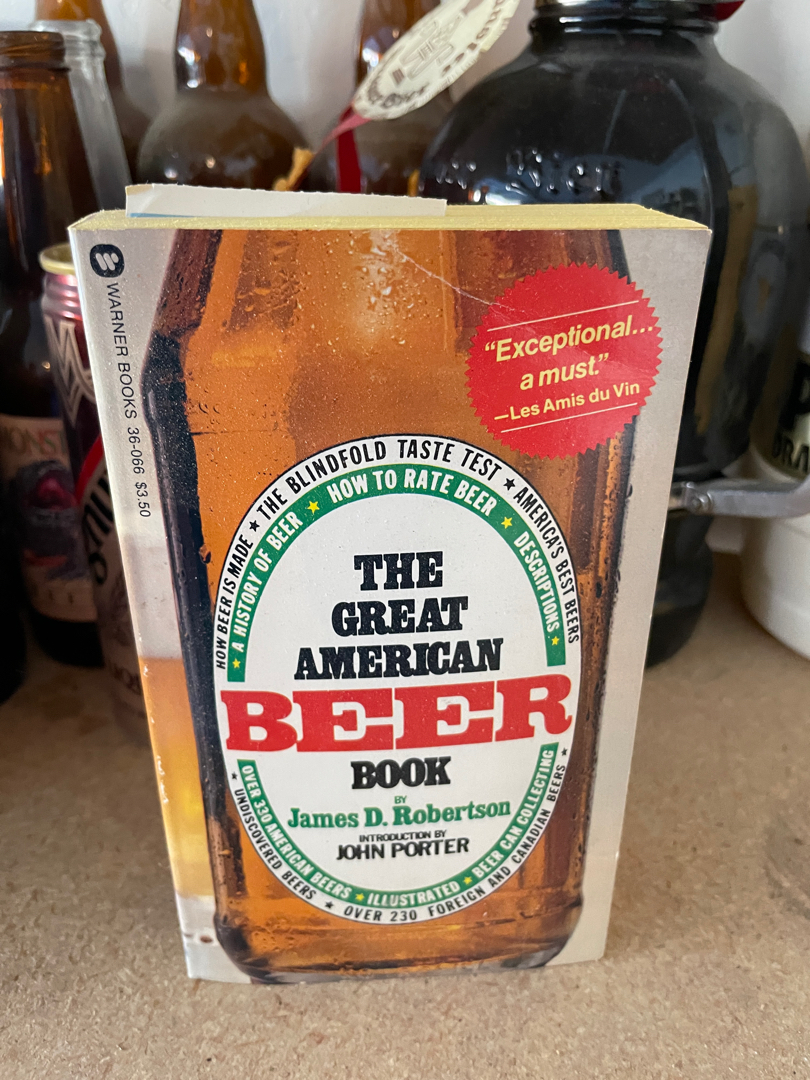 WARNER BOOKS 36-066 $3.50
"Exceptional...
a must."
—Les Amis du Vin
HOW BEER IS MADE ★ THE BLINDFOLD TASTE TEST ★ AMERICA'S BEST BEERS
★ A HISTORY OF BEER ★ HOW TO RATE BEER ★ DESCRIPTIONS ★
THE
GREAT
AMERICAN
BEER
BOOK
BY
James D. Robertson
INTRODUCTION BY
JOHN PORTER
OVER 330 AMERICAN BEERS ★ ILLUSTRATED ★ BEER CAN COLLECTING
★ UNDISCOVERED BEERS ★ OVER 230 FOREIGN AND CANADIAN BEERS ★